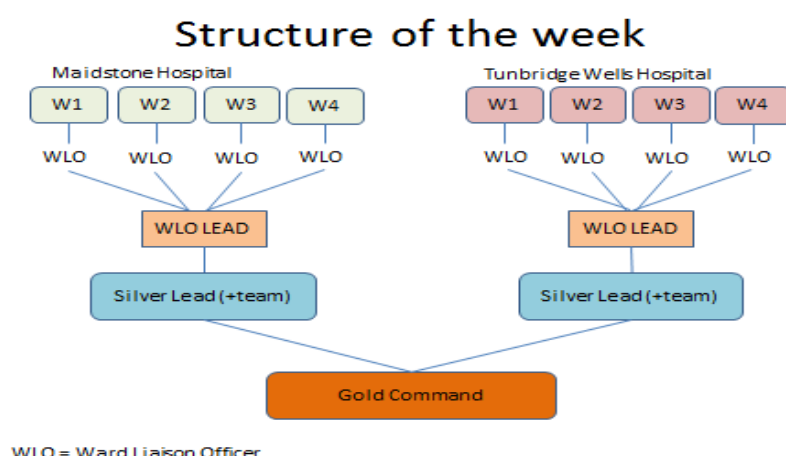 Structure of the week
Maidstone Hospital
Tunbridge Wells Hospital
W1 W2 W3 W4
W1 W2 W3 W4
WLO WLO WLO WLO
WLO WLO WLO WLO
WLO LEAD
WLO LEAD
Silver Lead (+team)
Silver Lead (+team)
Gold Command
WLO = Ward Liaison Officer